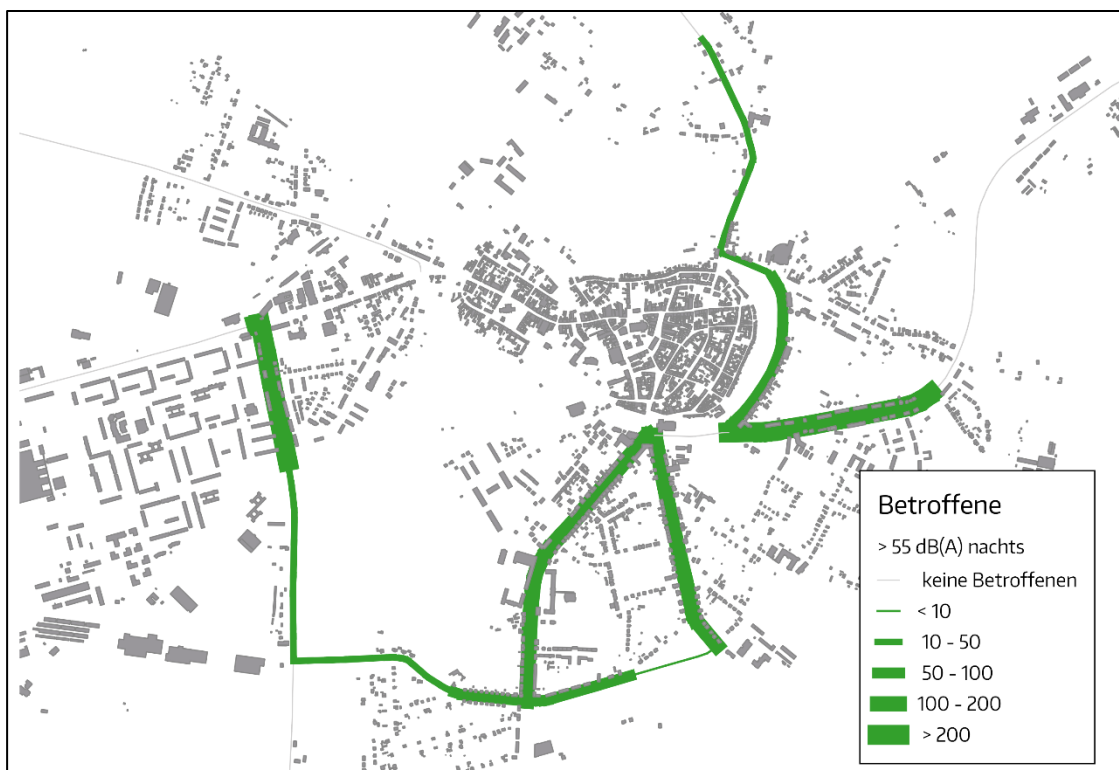 Betroffene
> 55 dB(A) nachts
keine Betroffenen
< 10
10 - 50
50 - 100
100 - 200
> 200